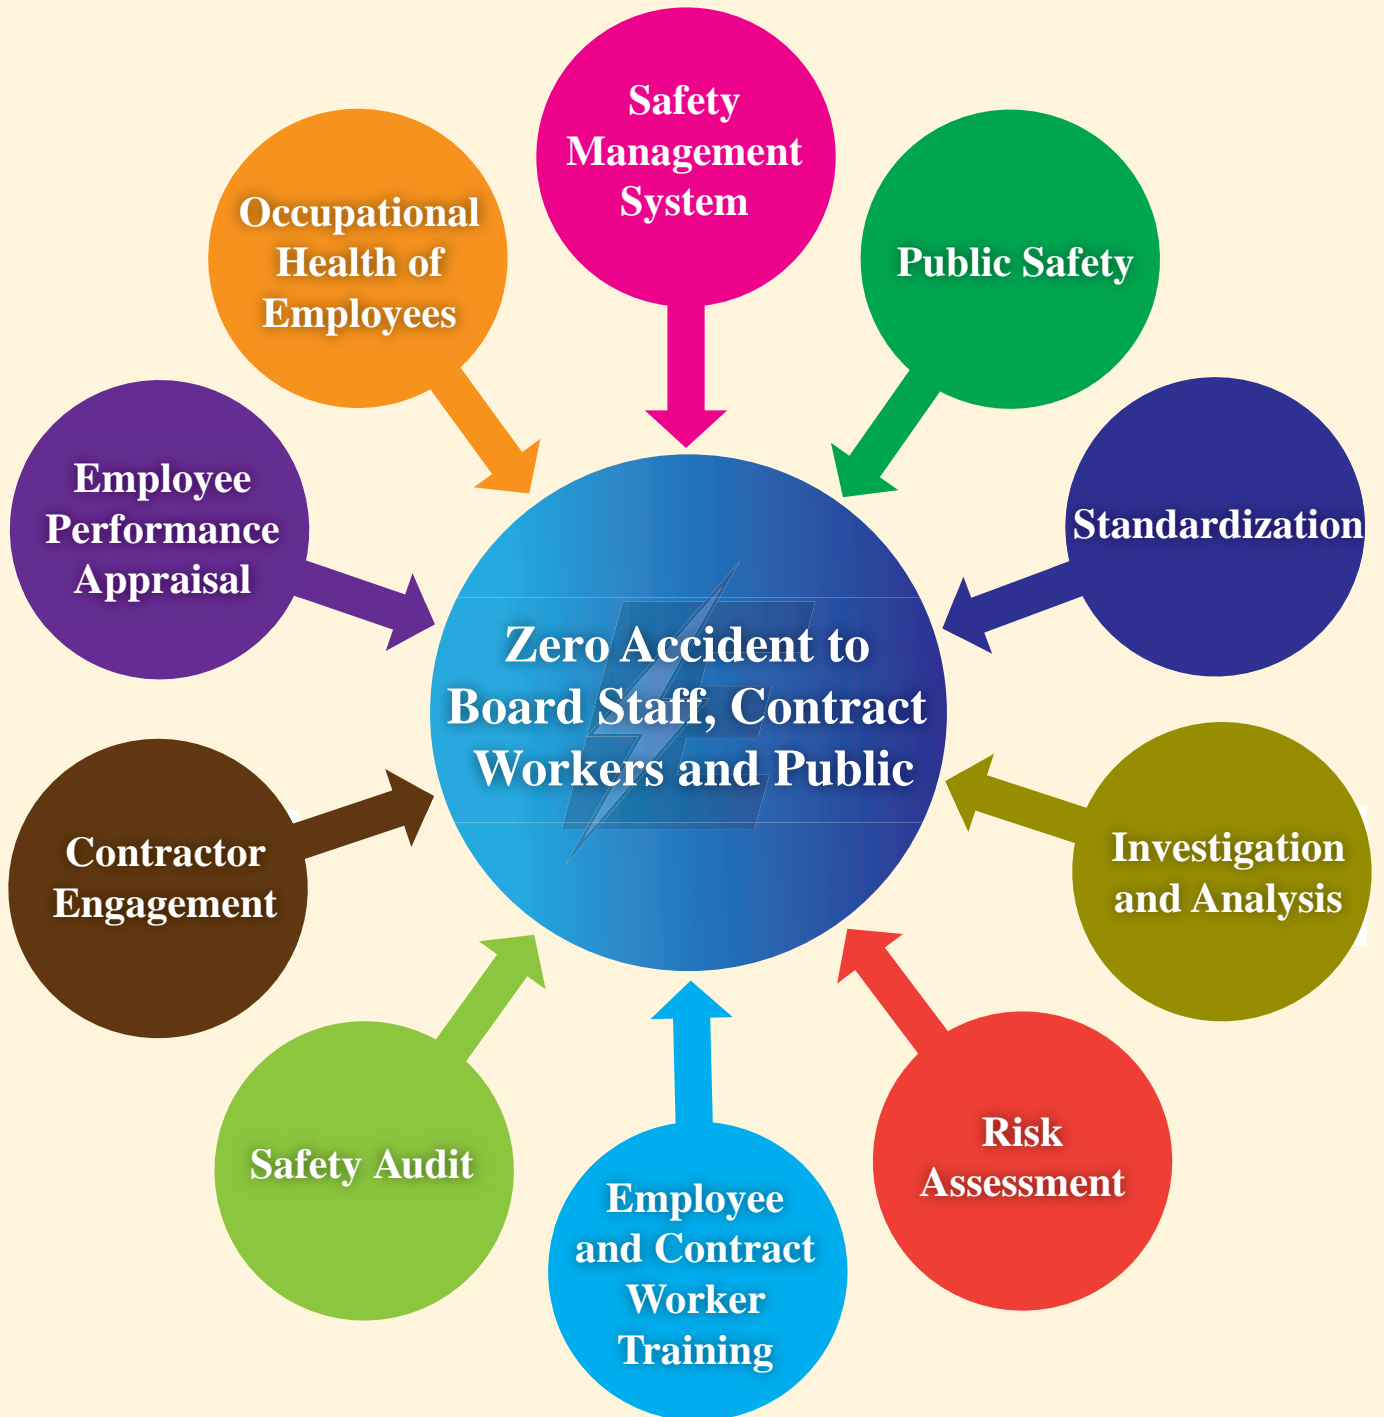 Safety
Management
System
Public Safety
Standardization
Investigation
and Analysis
Risk
Assessment
Employee
and Contract
Worker
Training
Safety Audit
Contractor
Engagement
Employee
Performance
Appraisal
Occupational
Health of
Employees
Zero Accident to
Board Staff, Contract
Workers and Public